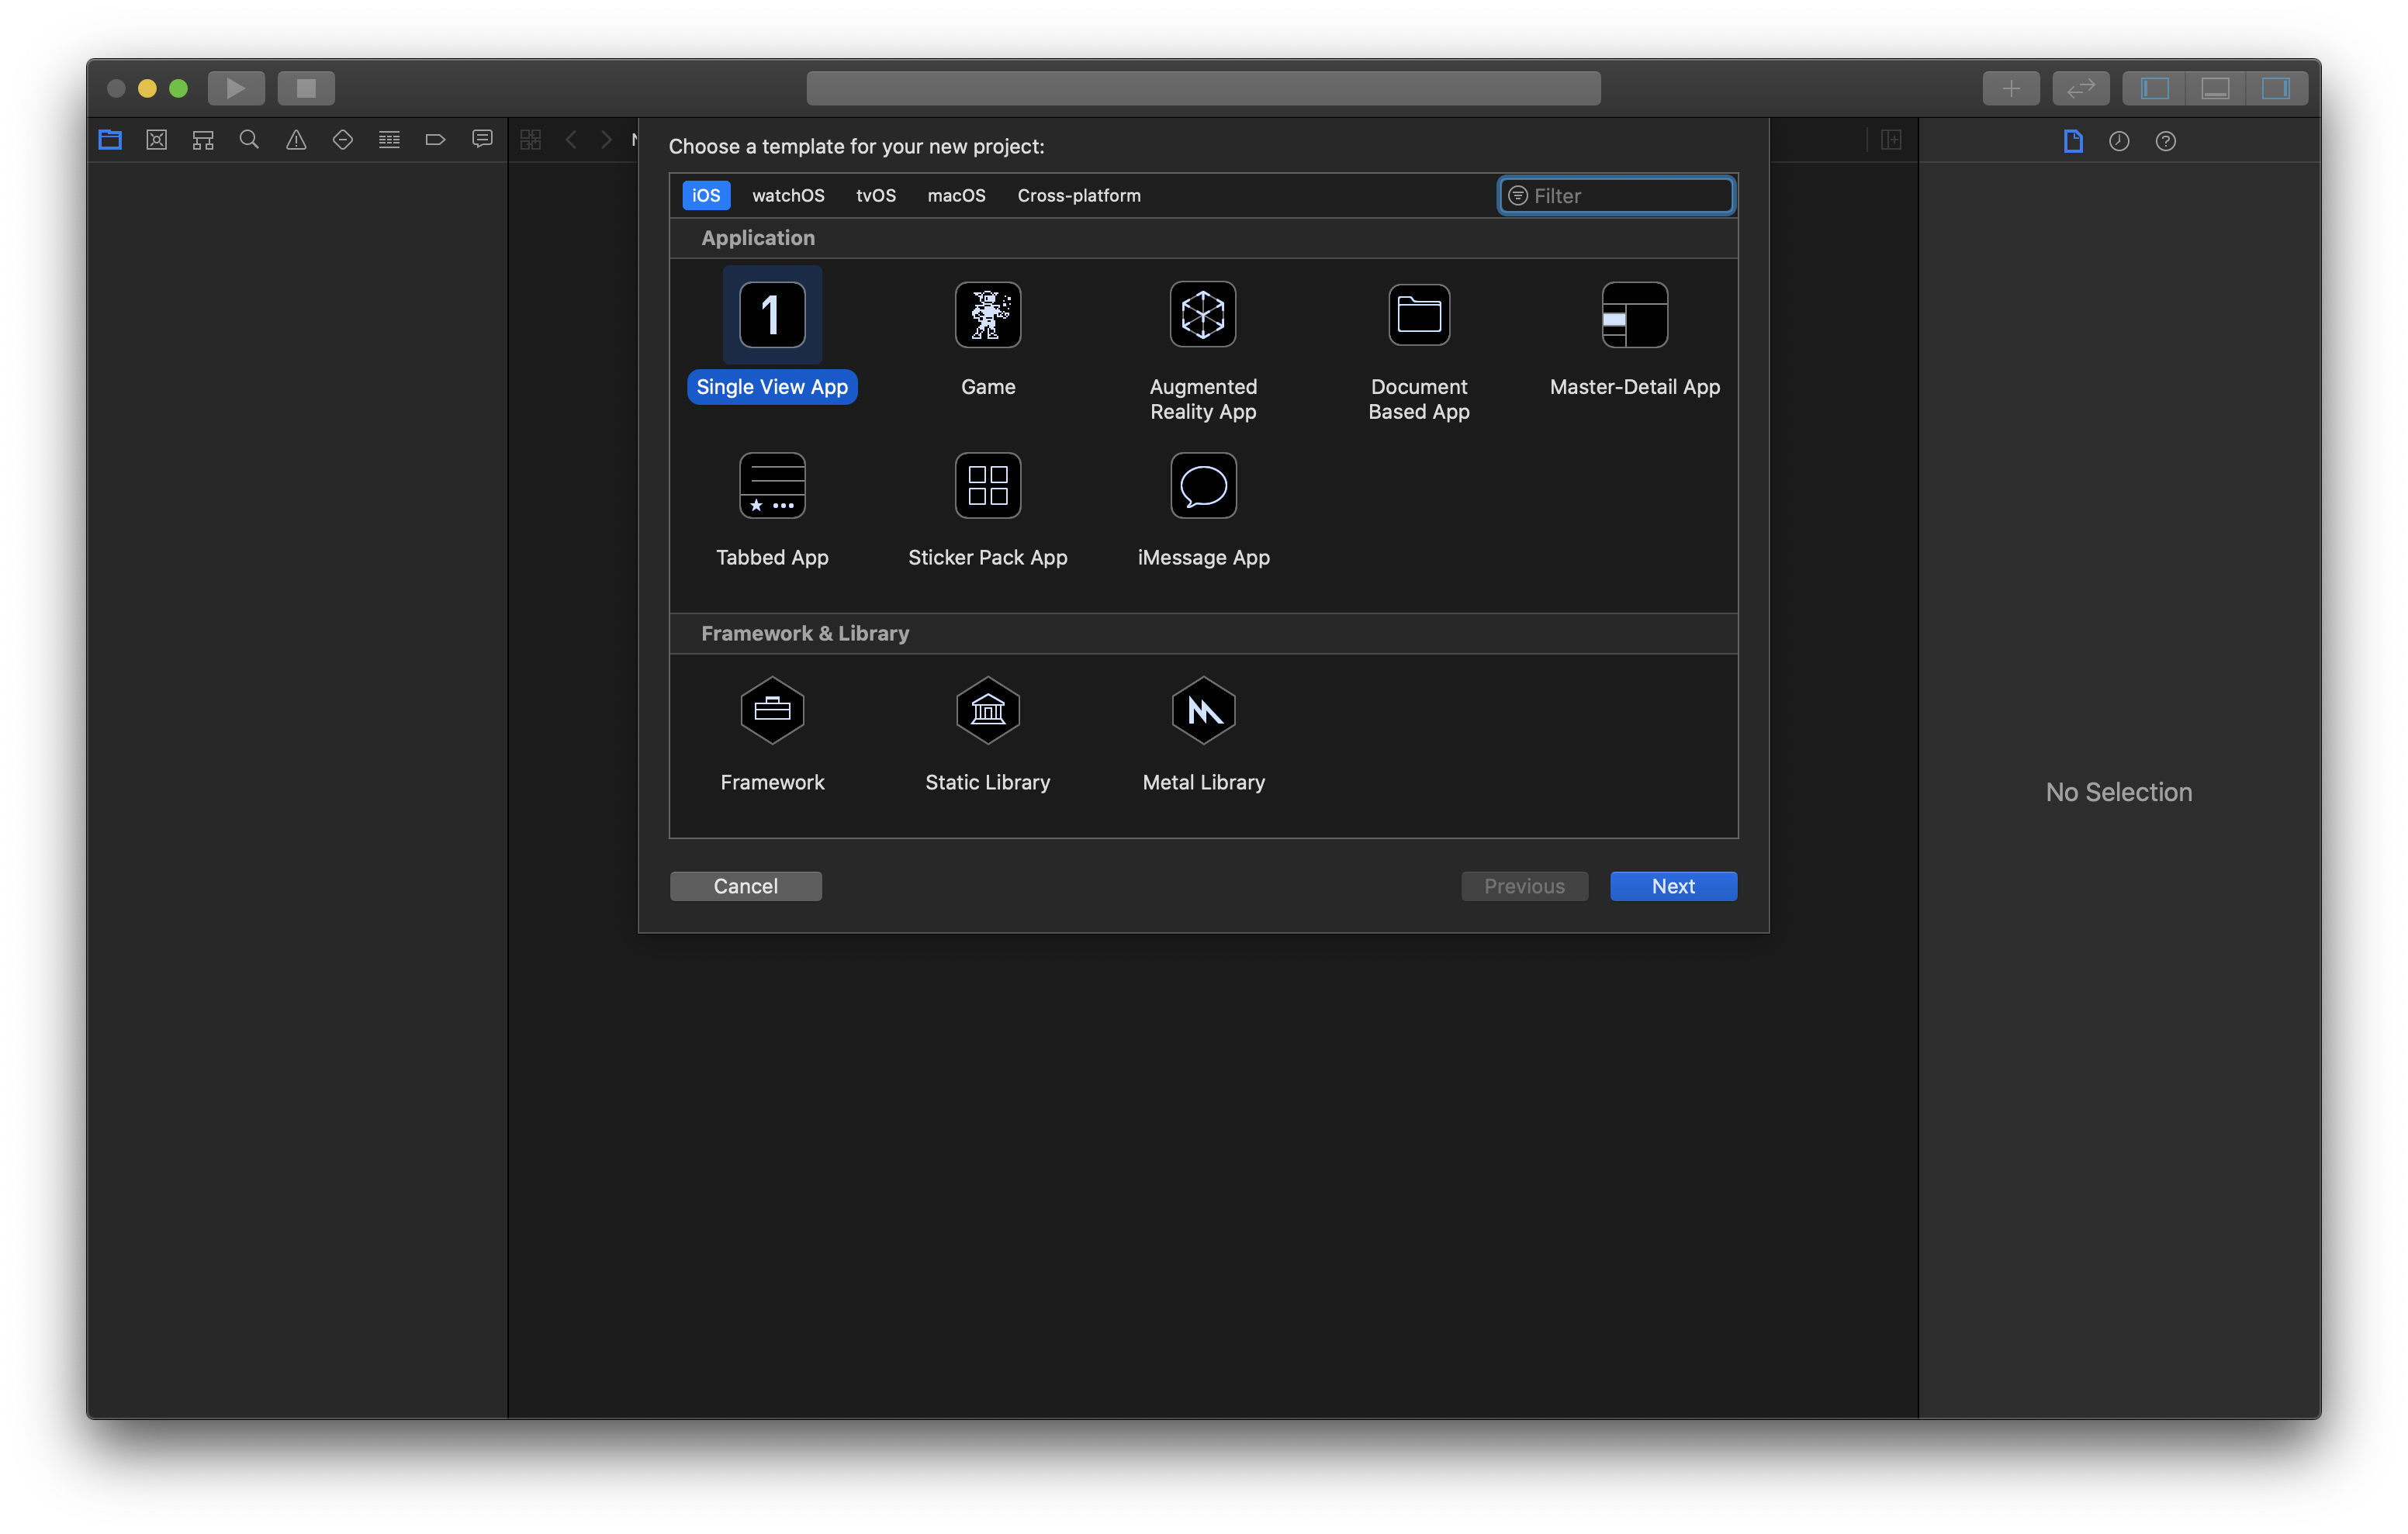 Choose a template for your new project:
iOS watchOS tvOS macOS Cross-platform Filter
Application
1
Single View App Game Augmented Reality App Document Based App Master-Detail App
Tabbed App Sticker Pack App iMessage App
Framework & Library
Framework Static Library Metal Library
No Selection
Cancel Previous Next